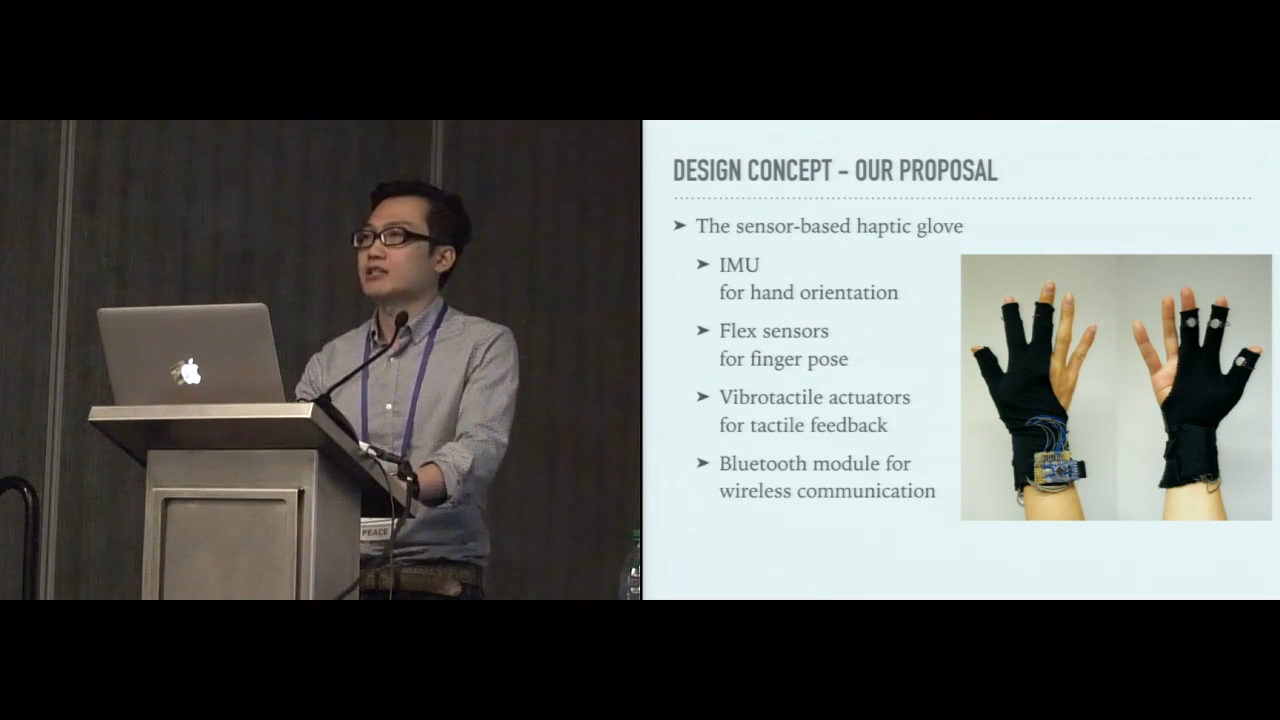 DESIGN CONCEPT – OUR PROPOSAL
➤ The sensor-based haptic glove
➤ IMU
for hand orientation
➤ Flex sensors
for finger pose
➤ Vibrotactile actuators
for tactile feedback
➤ Bluetooth module for
wireless communication
PEACE